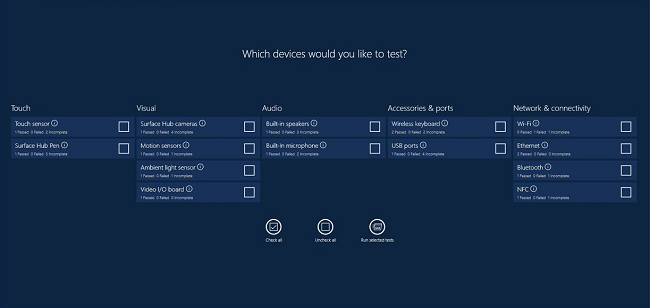 Which devices would you like to test?
Touch
Touch sensor
1 Passed 0 Failed 2 Incomplete
Surface Hub Pen
1 Passed 0 Failed 5 Incomplete
Visual
Surface Hub cameras
1 Passed 0 Failed 4 Incomplete
Motion sensors
1 Passed 0 Failed 1 Incomplete
Ambient light sensor
1 Passed 0 Failed 1 Incomplete
Video I/O board
1 Passed 0 Failed 0 Incomplete
Audio
Built-in speakers
1 Passed 0 Failed 3 Incomplete
Built-In microphone
1 Passed 0 Failed 2 Incomplete
Accessories & ports
Wireless keyboard
2 Passed 0 Failed 2 Incomplete
USB ports
1 Passed 0 Failed 4 Incomplete
Network & connectivity
Wi-Fi
0 Passed 1 Failed 1 Incomplete
Ethernet
2 Passed 0 Failed 0 Incomplete
Bluetooth
1 Passed 0 Failed 1 Incomplete
NFC
1 Passed 0 Failed 1 Incomplete
Check all
Uncheck all
Run selected tests